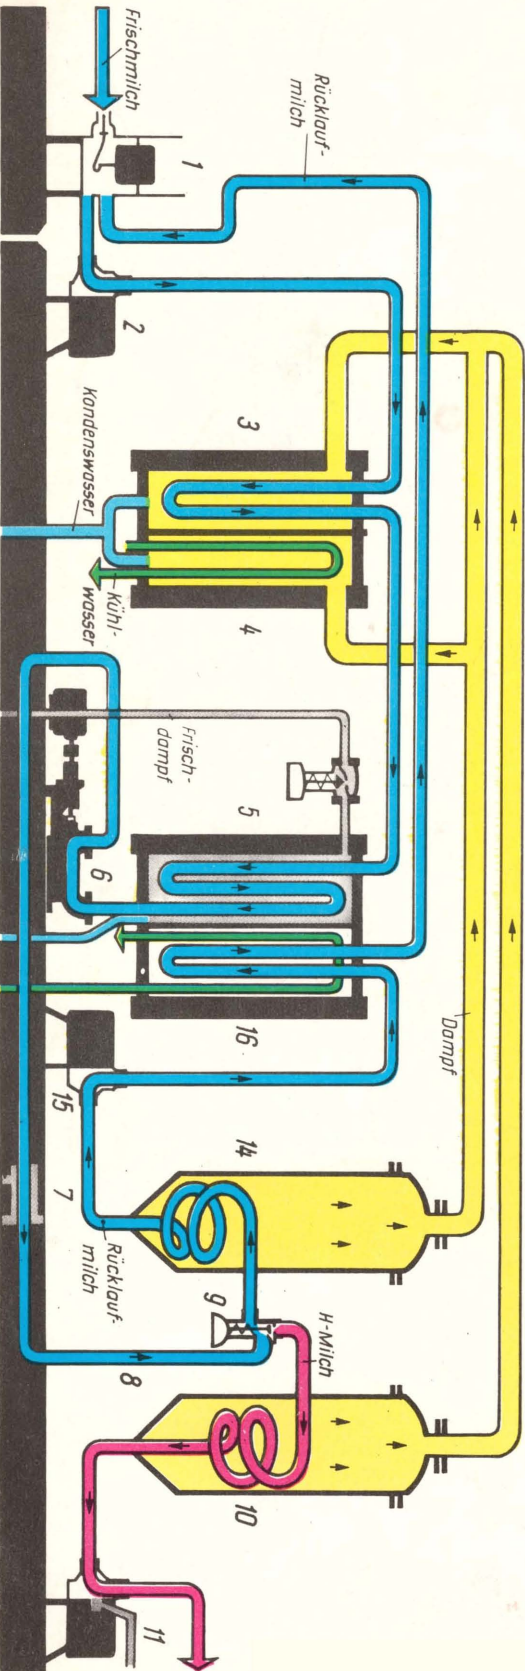 Frischmilch
1
Rücklauf-
milch
2
3
Kondenswasser
Kühl-
wasser
4
Frisch-
dampf
5
6
16
Dampf
15
14
7
Rücklauf-
milch
9
H-Milch
8
10
11